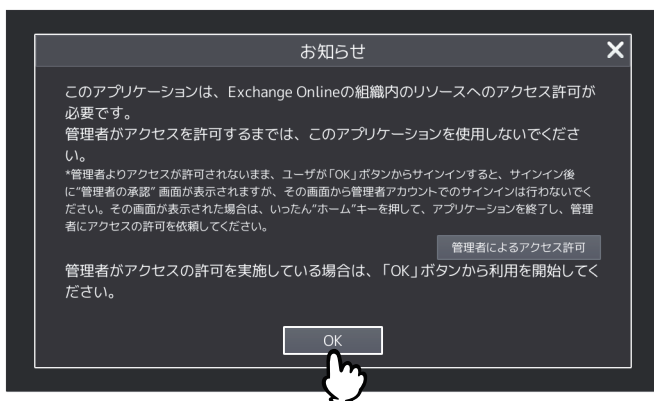 お知らせ
このアプリケーションは、Exchange Onlineの組織内のリソースへのアクセス許可が
必要です。
管理者がアクセスを許可するまでは、このアプリケーションを使用しないでくださ
い。
*管理者よりアクセスが許可されないまま、ユーザが「OK」ボタンからサインインすると、サインイン後
に"管理者の承認" 画面が表示されますが、その画面から管理者アカウントでのサインインは行わないでく
ださい。その画面が表示された場合は、いったん"ホーム"キーを押して、アプリケーションを終了し、管理
者にアクセスの許可を依頼してください。
管理者によるアクセス許可
管理者がアクセスの許可を実施している場合は、「OK」ボタンから利用を開始してく
ださい。
OK